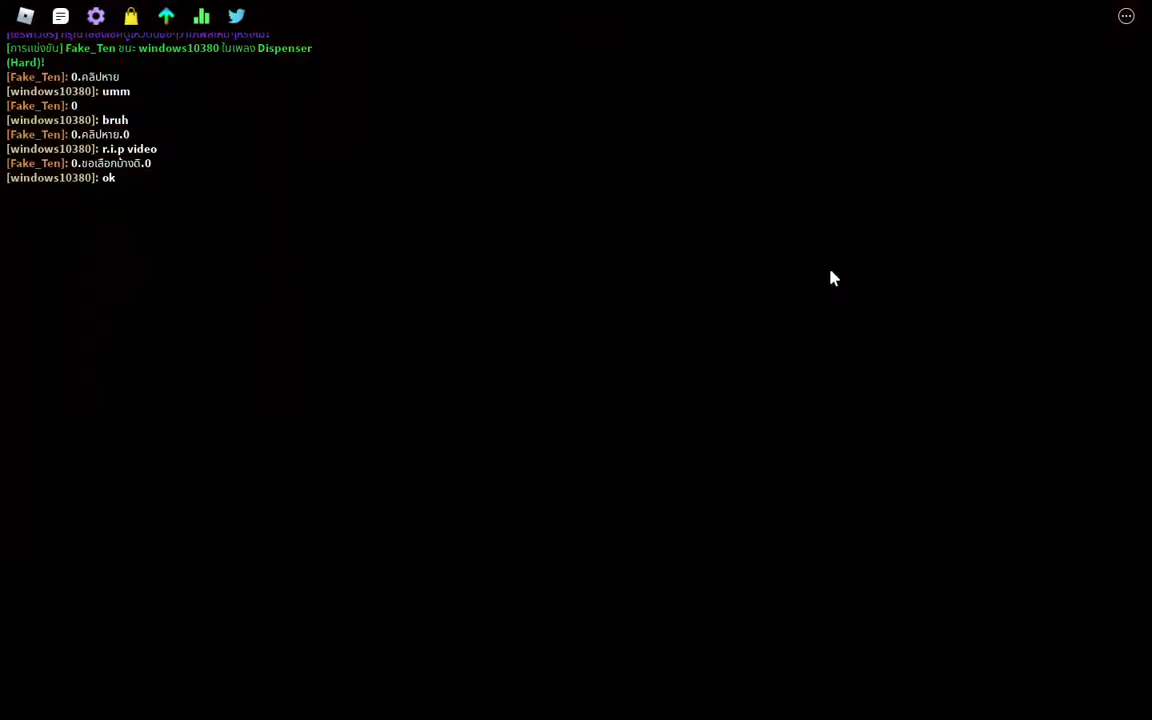 [การแข่งขัน] Fake_Ten ชนะ windows10380 ในเพลง Dispenser
(Hard)!
[Fake_Ten]: 0.คลิปหาย
[windows10380]: umm
[Fake_Ten]: 0
[windows10380]: bruh
[Fake_Ten]: 0.คลิปหาย.0
[windows10380]: r.i.p video
[Fake_Ten]: 0.ขอเลือกบ้างดิ.0
[windows10380]: ok